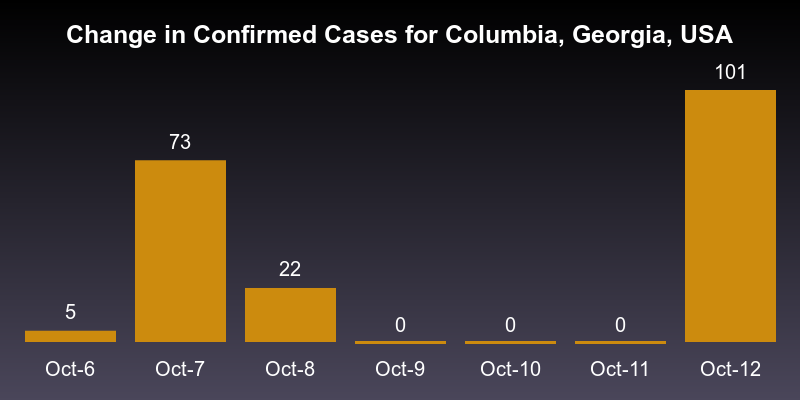 Change in Confirmed Cases for Columbia, Georgia, USA
5
73
22
0
0
0
101
Oct-6
Oct-7
Oct-8
Oct-9
Oct-10
Oct-11
Oct-12